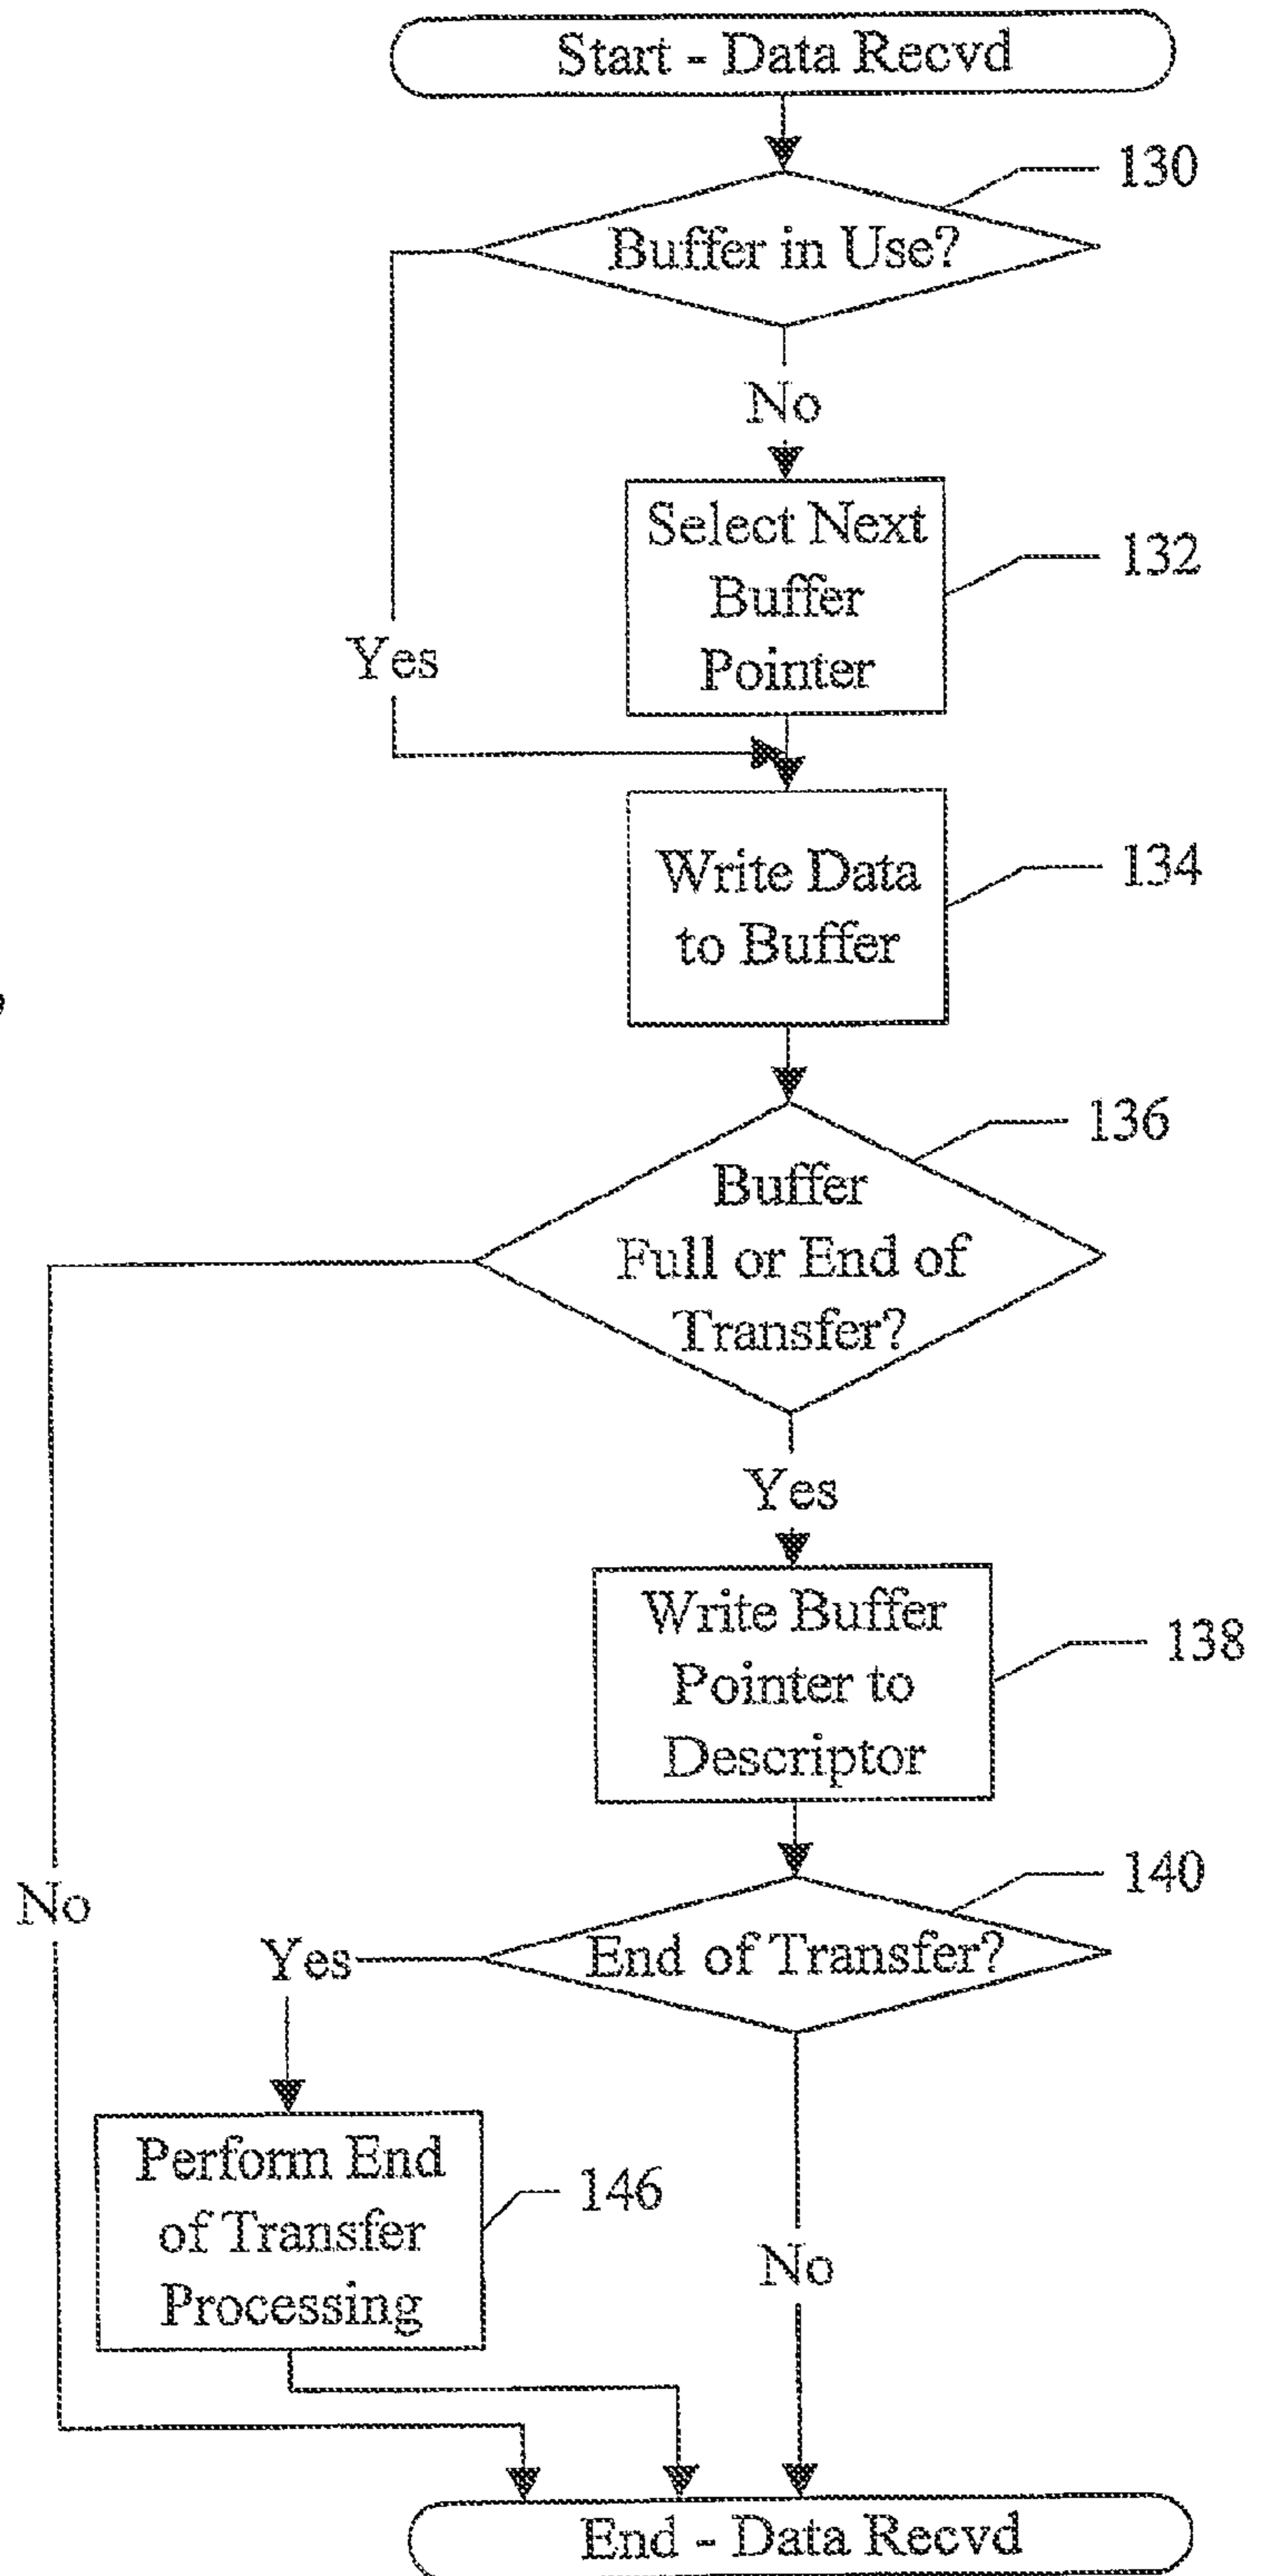 Start - Data Recvd
130
Buffer in Use?
No
Select Next
Buffer
Pointer
132
Yes
Write Data
to Buffer
134
136
Buffer
Full or End of
Transfer?
Yes
Write Buffer
Pointer to
Descriptor
138
140
No
End of Transfer?
Yes
Perform End
of Transfer
Processing
146
No
End - Data Recvd